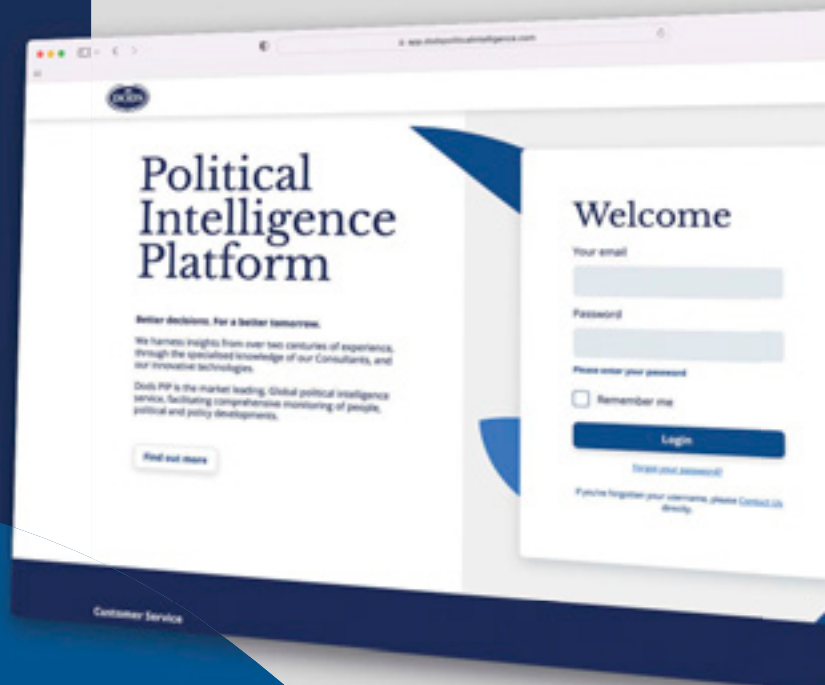 app.dodspoliticalintelligence.com
DODS
Political
Intelligence
Platform
Better decisions. For a better tomorrow.
We harness insights from over two centuries of experience,
through the specialised knowledge of our Consultants, and
our innovative technologies.
Dods PIP is the market leading, Global political intelligence
service, facilitating comprehensive monitoring of people,
political and policy developments.
Find out more
Welcome
Your email
Password
Please enter your password
Remember me
Login
Forgot your password?
If you've forgotten your username, please Contact Us
directly.
Customer Service